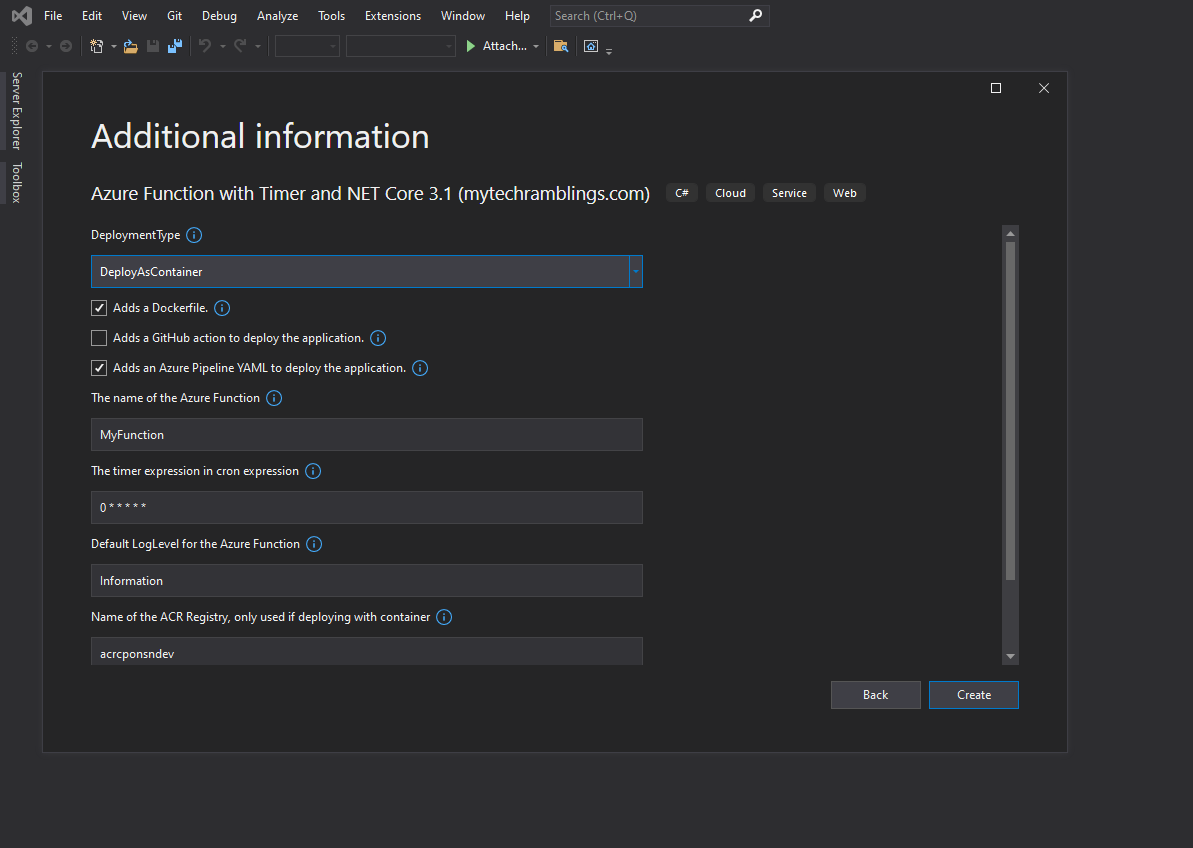 File Edit View Git Debug Analyze Tools Extensions Window Help Search (Ctrl+Q)
Attach...
Server Explorer
Toolbox
Additional information
Azure Function with Timer and NET Core 3.1 (mytechramblings.com) C# Cloud Service Web
DeploymentType
DeployAsContainer
Adds a Dockerfile.
Adds a GitHub action to deploy the application.
Adds an Azure Pipeline YAML to deploy the application.
The name of the Azure Function
MyFunction
The timer expression in cron expression
0 * * * * *
Default LogLevel for the Azure Function
Information
Name of the ACR Registry, only used if deploying with container
acrcponsndev
Back Create